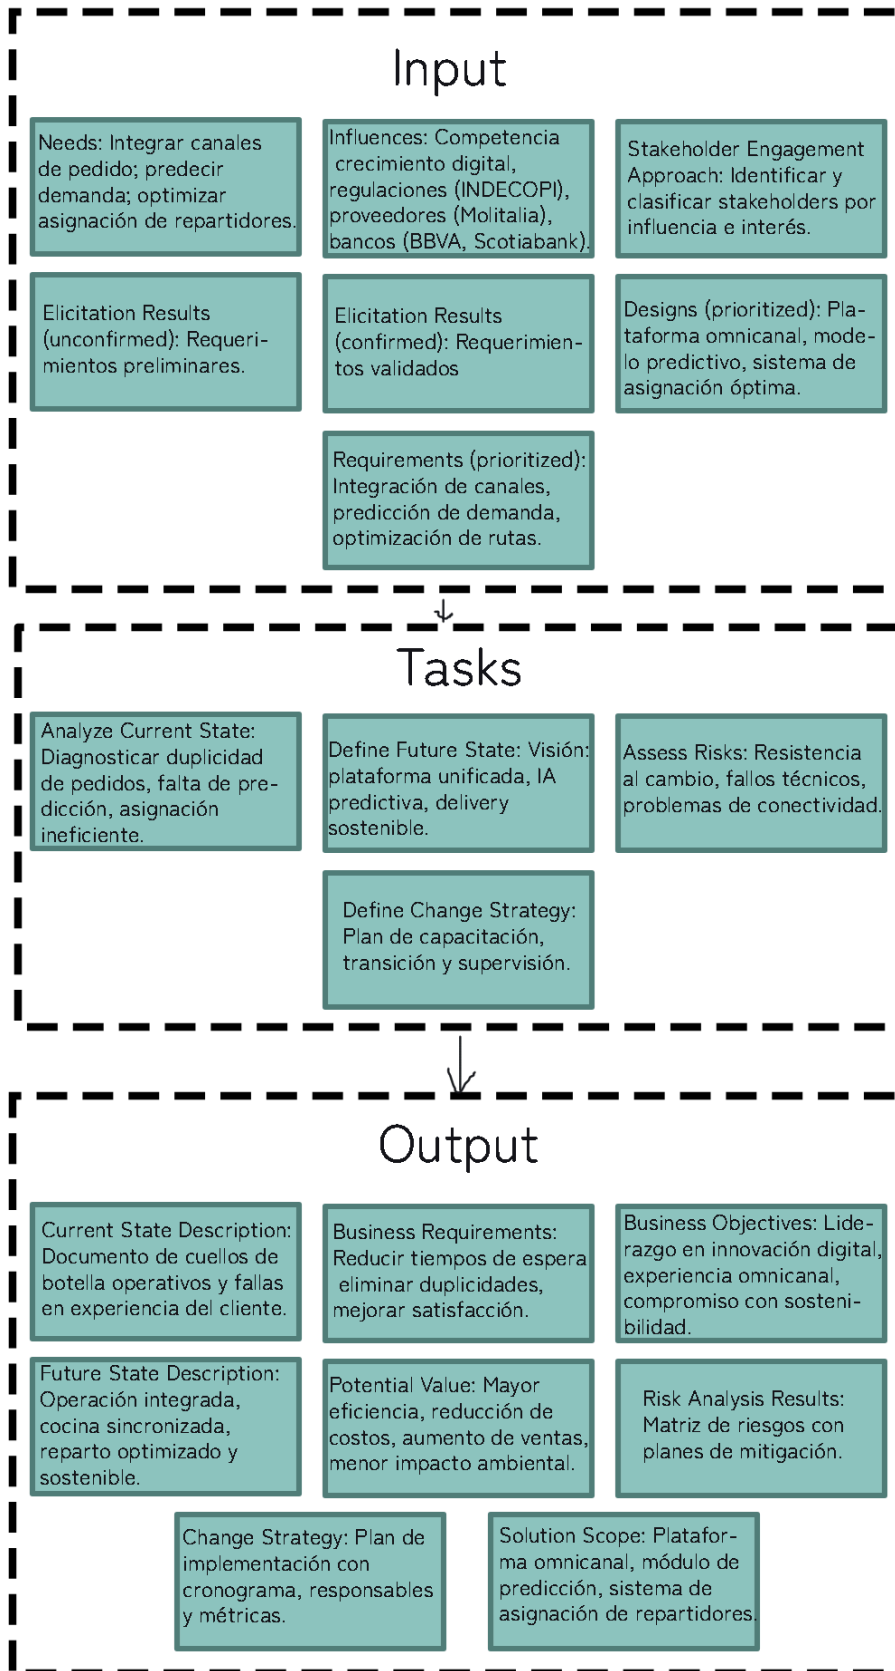 Input
Needs: Integrar canales
de pedido; predecir
demanda; optimizar
asignación de repartidores.
Influences: Competencia
crecimiento digital,
regulaciones (INDECOPI),
proveedores (Molitalia),
bancos (BBVA, Scotiabank).
Stakeholder Engagement
Approach: Identificar y
clasificar stakeholders por
influencia e interés.
Elicitation Results
(unconfirmed): Requeri-
mientos preliminares.
Elicitation Results
(confirmed): Requerimien-
tos validados
Designs (prioritized): Pla-
taforma omnicanal, mode-
lo predictivo, sistema de
asignación óptima.
Requirements (prioritized):
Integración de canales,
predicción de demanda,
optimización de rutas.
Tasks
Analyze Current State:
Diagnosticar duplicidad
de pedidos, falta de pre-
dicción, asignación
ineficiente.
Define Future State: Visión:
plataforma unificada, IA
predictiva, delivery
sostenible.
Assess Risks: Resistencia
al cambio, fallos técnicos,
problemas de conectividad.
Define Change Strategy:
Plan de capacitación,
transición y supervisión.
Output
Current State Description:
Documento de cuellos de
botella operativos y fallas
en experiencia del cliente.
Business Requirements:
Reducir tiempos de espera
eliminar duplicidades,
mejorar satisfacción.
Business Objectives: Lide-
razgo en innovación digital,
experiencia omnicanal,
compromiso con sosteni-
bilidad.
Future State Description:
Operación integrada,
cocina sincronizada,
reparto optimizado y
sostenible.
Potential Value: Mayor
eficiencia, reducción de
costos, aumento de ventas,
menor impacto ambiental.
Risk Analysis Results:
Matriz de riesgos con
planes de mitigación.
Change Strategy: Plan de
implementación con
cronograma, responsables
y métricas.
Solution Scope: Platafor-
ma omnicanal, módulo de
predicción, sistema de
asignación de repartidores.